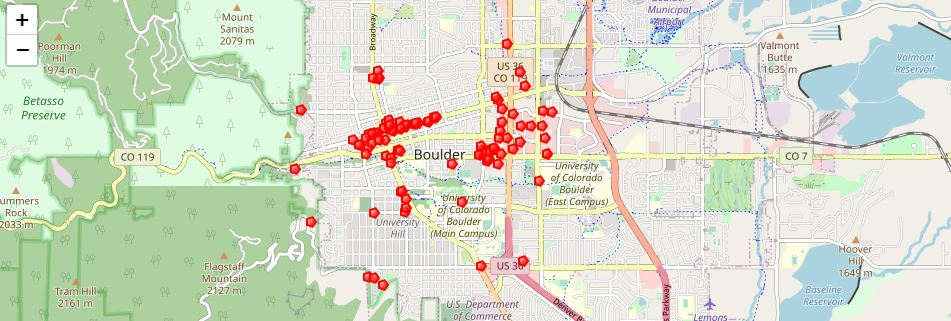 +
−
Mount
Sanitas
2079 m
Broadway
Boulder
Municipal
Airport
Poorman
Hill
1974 m
Valmont
Butte
1635 m
Valmont
Reservoir
US 36
CO 119
Betasso
Preserve
CO 119
Boulder
CO 7
University
of Colorado
Boulder
(East Campus)
University
of Colorado
Boulder
(Main Campus)
Rock
2033 m
University
Hill
Hoover
Hill
1649 m
Flagstaff
Mountain
2127 m
US 36
Tram Hill
2161 m
Baseline
Reservoir
U.S. Department
of Commerce
Denver
Parkway
Lemons